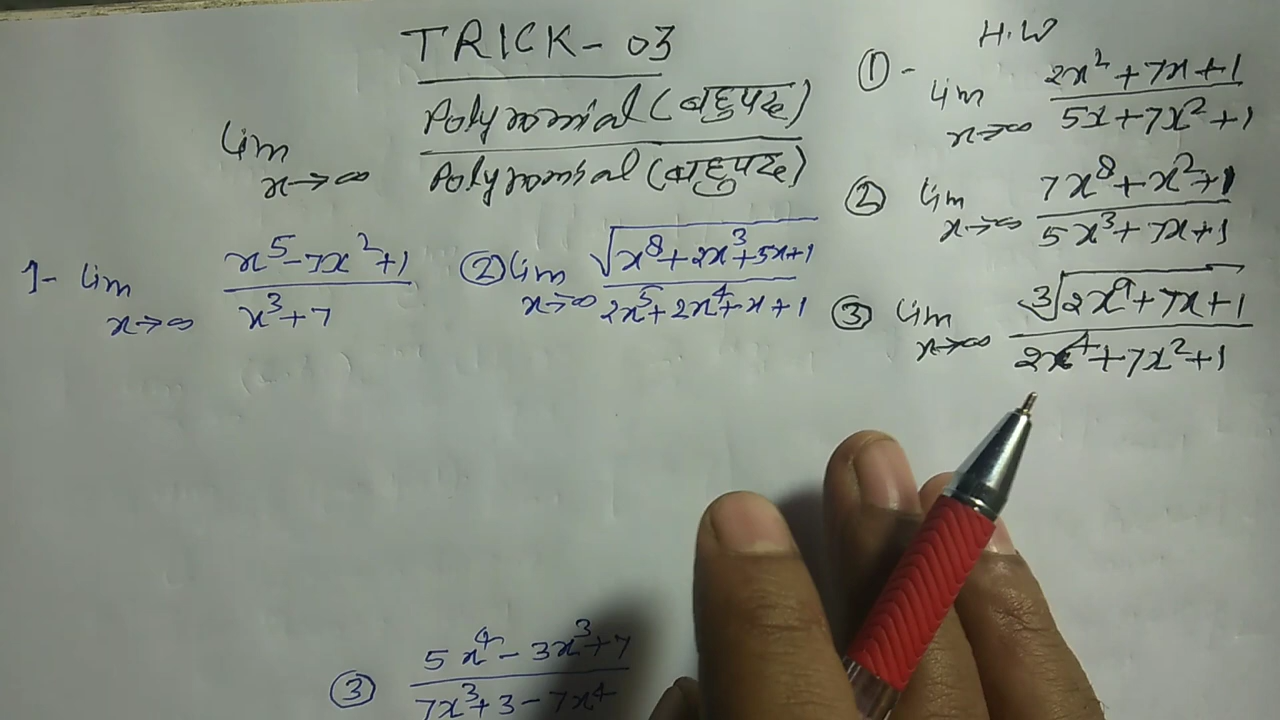 TRICK-03
lim x→∞ Polynomial(बहुपद) / Polynomial(बहुपद)
1- lim x→∞ x⁵-7x²+1 / x³+7
② lim x→∞ √(x⁸+2x³+5x+1) / 2x⁵+2x⁴+x+1
③ 5x⁴-3x³+7 / 7x³+3-7x⁴
H.W
①- lim x→∞ 2x²+7x+1 / 5x+7x²+1
② lim x→∞ 7x⁸+x²+1 / 5x³+7x+1
③ lim x→∞ ³√(2x⁹+7x+1) / 2x⁴+7x²+1